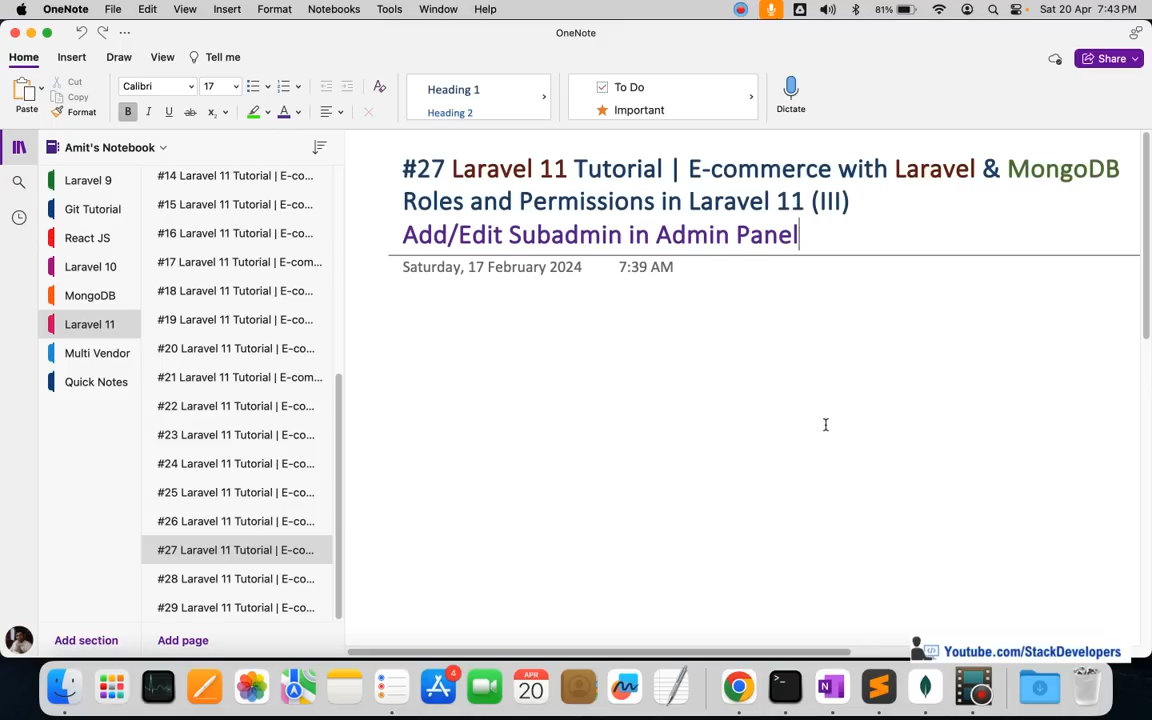 OneNote File Edit View Insert Format Notebooks Tools Window Help 4 81% Sat 20 Apr 7:43 PM
OneNote
Home Insert Draw View Tell me Share
Paste Cut Copy Format
Calibri 17
B I U ab x₂ A
Heading 1
Heading 2
To Do
Important
Dictate
Amit's Notebook
Laravel 9
Git Tutorial
React JS
Laravel 10
MongoDB
Laravel 11
Multi Vendor
Quick Notes
Add section
#14 Laravel 11 Tutorial | E-co...
#15 Laravel 11 Tutorial | E-co...
#16 Laravel 11 Tutorial | E-co...
#17 Laravel 11 Tutorial | E-com...
#18 Laravel 11 Tutorial | E-co...
#19 Laravel 11 Tutorial | E-co...
#20 Laravel 11 Tutorial | E-co...
#21 Laravel 11 Tutorial | E-com...
#22 Laravel 11 Tutorial | E-co...
#23 Laravel 11 Tutorial | E-co...
#24 Laravel 11 Tutorial | E-co...
#25 Laravel 11 Tutorial | E-co...
#26 Laravel 11 Tutorial | E-co...
#27 Laravel 11 Tutorial | E-co...
#28 Laravel 11 Tutorial | E-co...
#29 Laravel 11 Tutorial | E-co...
Add page
#27 Laravel 11 Tutorial | E-commerce with Laravel & MongoDB
Roles and Permissions in Laravel 11 (III)
Add/Edit Subadmin in Admin Panel
Saturday, 17 February 2024 7:39 AM
Youtube.com/StackDevelopers
4
APR
20